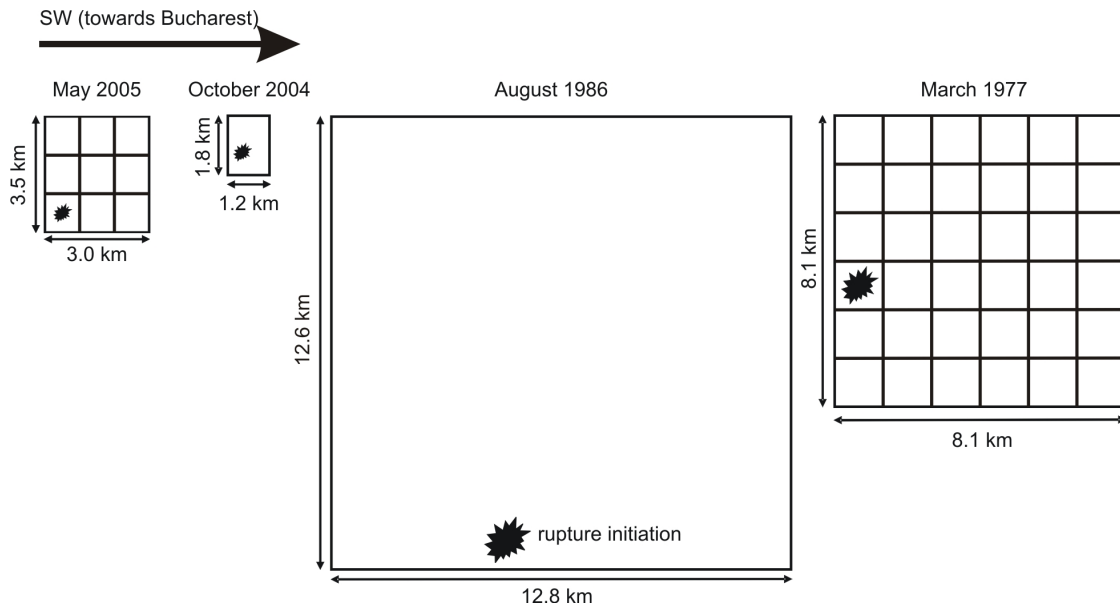 SW (towards Bucharest)
May 2005
October 2004
August 1986
March 1977
3.5 km
3.0 km
1.8 km
1.2 km
12.6 km
rupture initiation
12.8 km
8.1 km
8.1 km